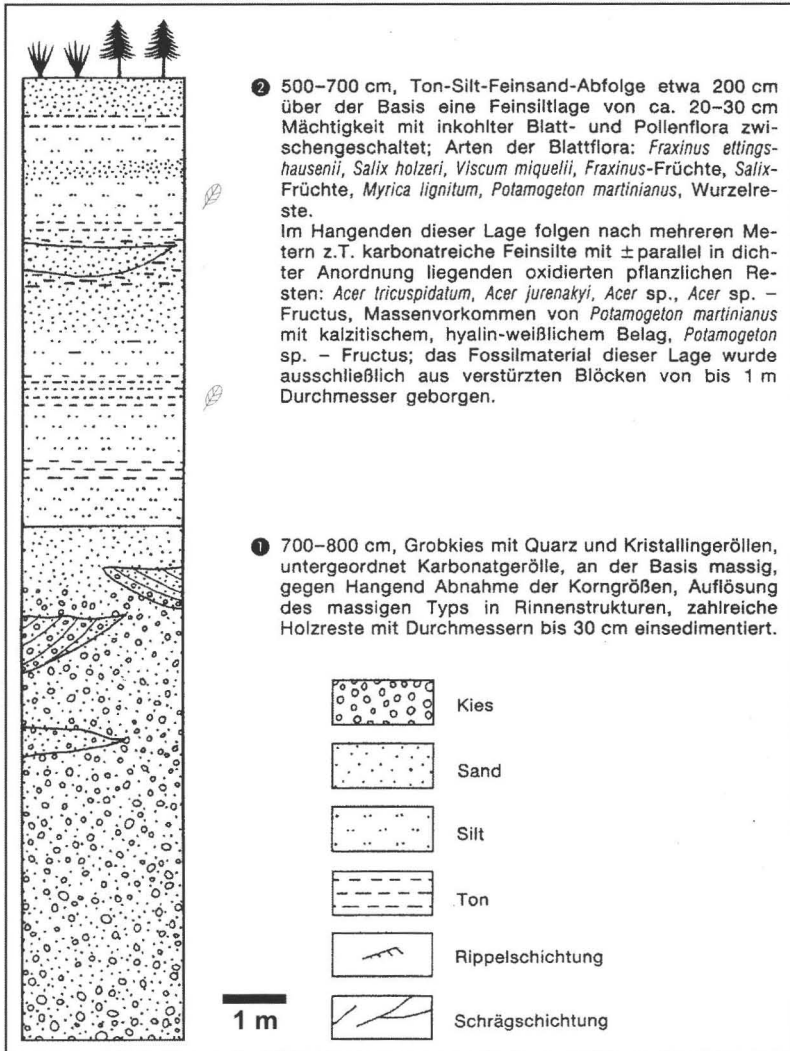 ❷ 500–700 cm, Ton-Silt-Feinsand-Abfolge etwa 200 cm
über der Basis eine Feinsiltlage von ca. 20–30 cm
Mächtigkeit mit inkohlter Blatt- und Pollenflora zwi-
schengeschaltet; Arten der Blattflora: Fraxinus ettings-
hausenii, Salix holzeri, Viscum miquelii, Fraxinus-Früchte, Salix-
Früchte, Myrica lignitum, Potamogeton martinianus, Wurzelre-
ste.
Im Hangenden dieser Lage folgen nach mehreren Me-
tern z.T. karbonatreiche Feinsilte mit ± parallel in dich-
ter Anordnung liegenden oxidierten pflanzlichen Re-
sten: Acer tricuspidatum, Acer jurenakyi, Acer sp., Acer sp. –
Fructus, Massenvorkommen von Potamogeton martinianus
mit kalzitischem, hyalin-weißlichem Belag, Potamogeton
sp. – Fructus; das Fossilmaterial dieser Lage wurde
ausschließlich aus verstürzten Blöcken von bis 1 m
Durchmesser geborgen.
❶ 700–800 cm, Grobkies mit Quarz und Kristallingeröllen,
untergeordnet Karbonatgerölle, an der Basis massig,
gegen Hangend Abnahme der Korngrößen, Auflösung
des massigen Typs in Rinnenstrukturen, zahlreiche
Holzreste mit Durchmessern bis 30 cm einsedimentiert.
Kies
Sand
Silt
Ton
Rippelschichtung
Schrägschichtung
1 m